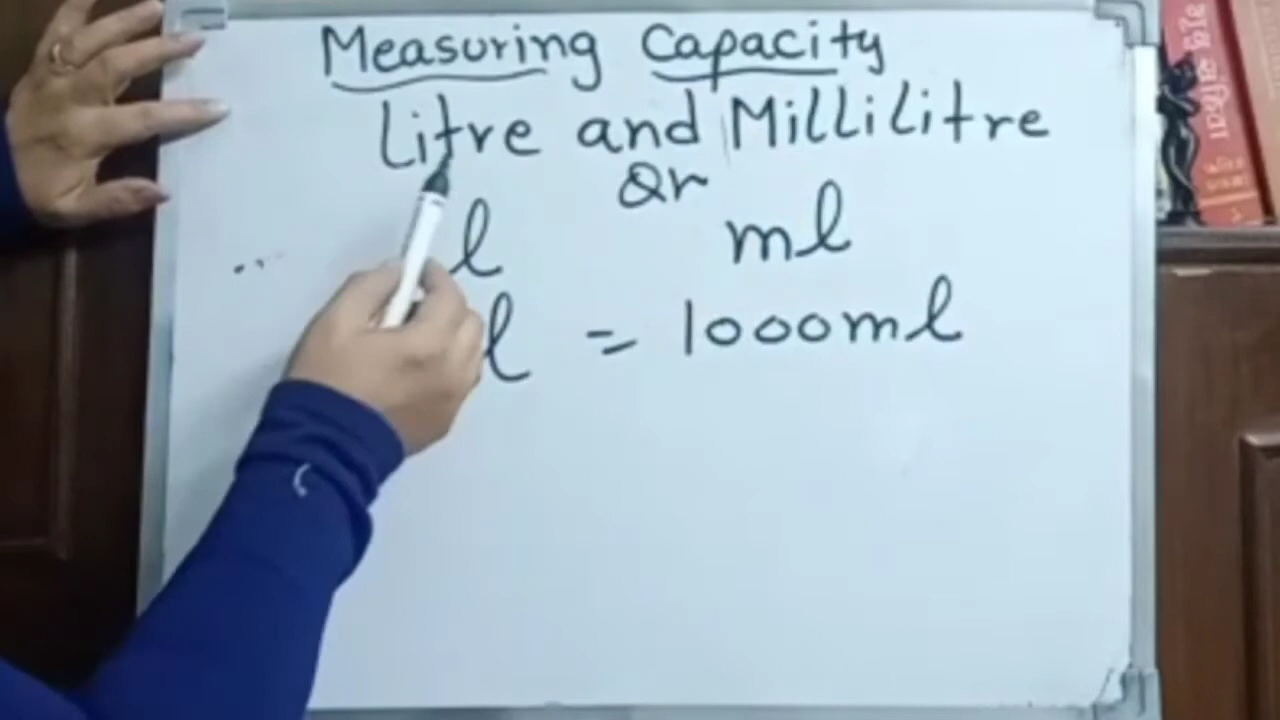 Measuring Capacity
Litre and Millilitre
Or
l ml
l = 1000ml